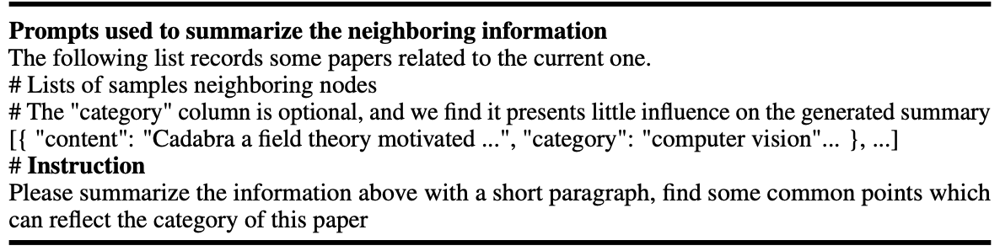 Prompts used to summarize the neighboring information
The following list records some papers related to the current one.
# Lists of samples neighboring nodes
# The "category" column is optional, and we find it presents little influence on the generated summary
[{ "content": "Cadabra a field theory motivated ...", "category": "computer vision"... }, ...]
# Instruction
Please summarize the information above with a short paragraph, find some common points which
can reflect the category of this paper